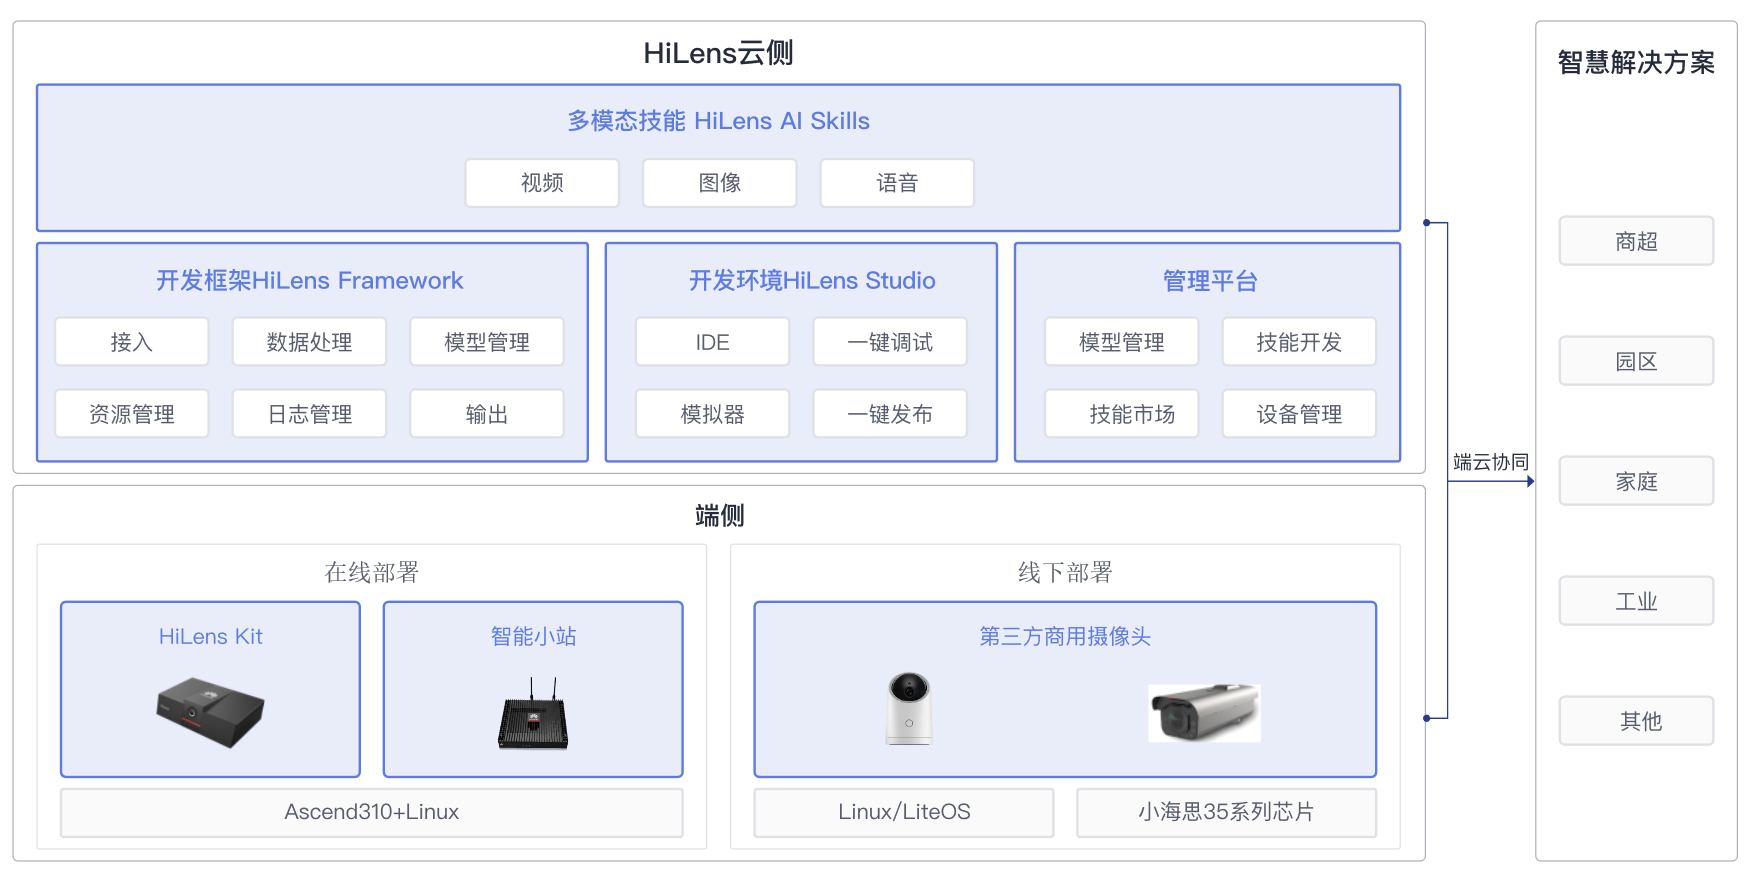 HiLens云侧
多模态技能 HiLens AI Skills
视频
图像
语音
开发框架HiLens Framework
接入
数据处理
模型管理
资源管理
日志管理
输出
开发环境HiLens Studio
IDE
一键调试
模拟器
一键发布
管理平台
模型管理
技能开发
技能市场
设备管理
端侧
在线部署
HiLens Kit
智能小站
Ascend310+Linux
线下部署
第三方商用摄像头
Linux/LiteOS
小海思35系列芯片
端云协同
智慧解决方案
商超
园区
家庭
工业
其他